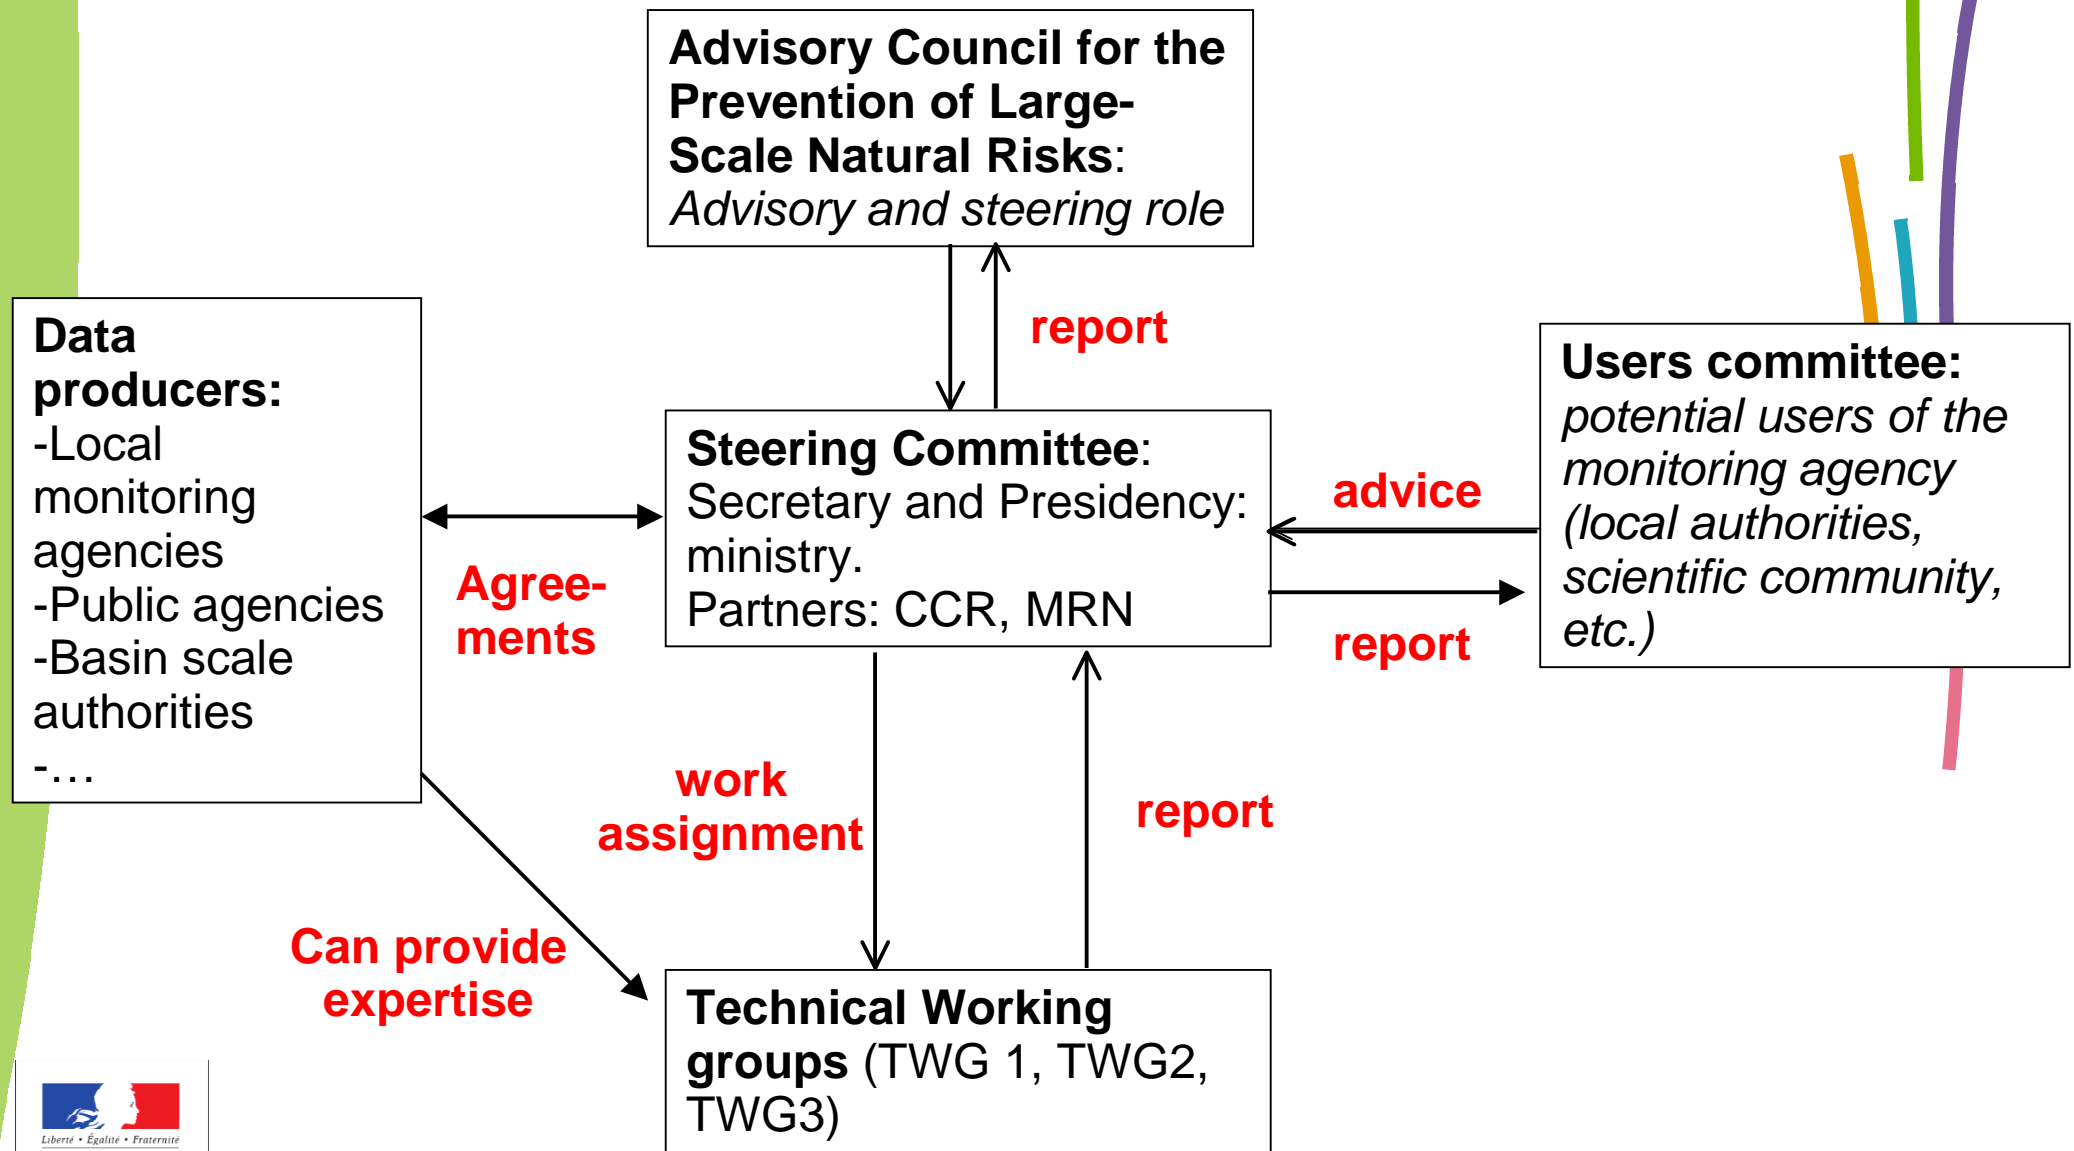 Advisory Council for the
Prevention of Large-
Scale Natural Risks:
Advisory and steering role
report
Data
producers:
-Local
monitoring
agencies
-Public agencies
-Basin scale
authorities
-…
Agree-
ments
Steering Committee:
Secretary and Presidency:
ministry.
Partners: CCR, MRN
advice
report
Users committee:
potential users of the
monitoring agency
(local authorities,
scientific community,
etc.)
work
assignment
report
Can provide
expertise
Technical Working
groups (TWG 1, TWG2,
TWG3)
Liberté • Égalité • Fraternité